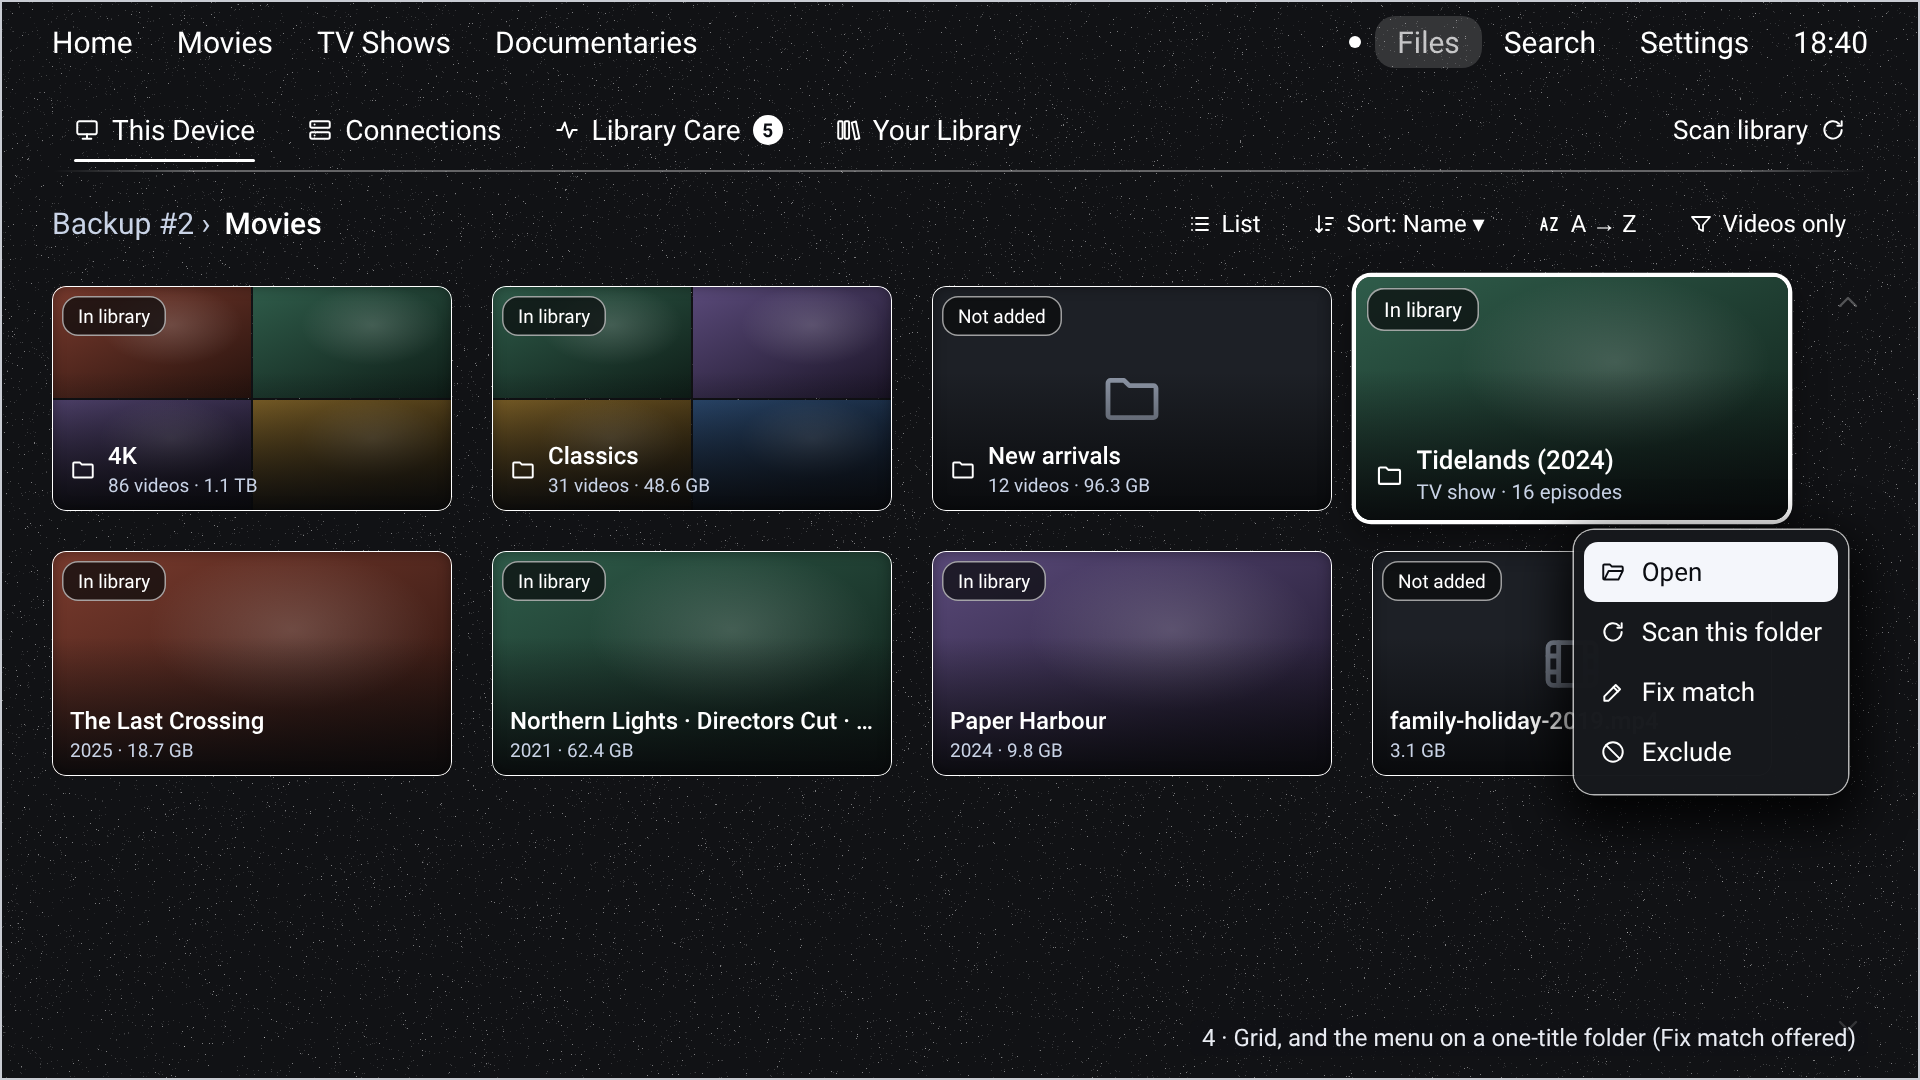 Home Movies TV Shows Documentaries Files Search Settings 18:40
This Device Connections Library Care 5 Your Library Scan library
Backup #2 › Movies List Sort: Name ▾ AZ A → Z Videos only
In library
4K
86 videos · 1.1 TB
In library
Classics
31 videos · 48.6 GB
Not added
New arrivals
12 videos · 96.3 GB
In library
Tidelands (2024)
TV show · 16 episodes
In library
The Last Crossing
2025 · 18.7 GB
In library
Northern Lights · Directors Cut · ...
2021 · 62.4 GB
In library
Paper Harbour
2024 · 9.8 GB
Not added
family-holiday-2019.mp4
3.1 GB
Open
Scan this folder
Fix match
Exclude
4 · Grid, and the menu on a one-title folder (Fix match offered)